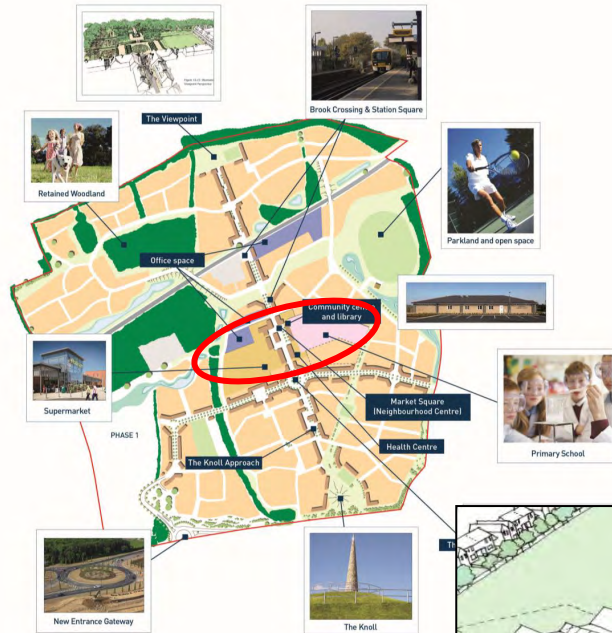 Brook Crossing & Station Square
The Viewpoint
Retained Woodland
Parkland and open space
Office space
Community
and library
Supermarket
Market Square
(Neighbourhood Centre)
Primary School
PHASE 1
Health Centre
The Knoll Approach
New Entrance Gateway
The Knoll